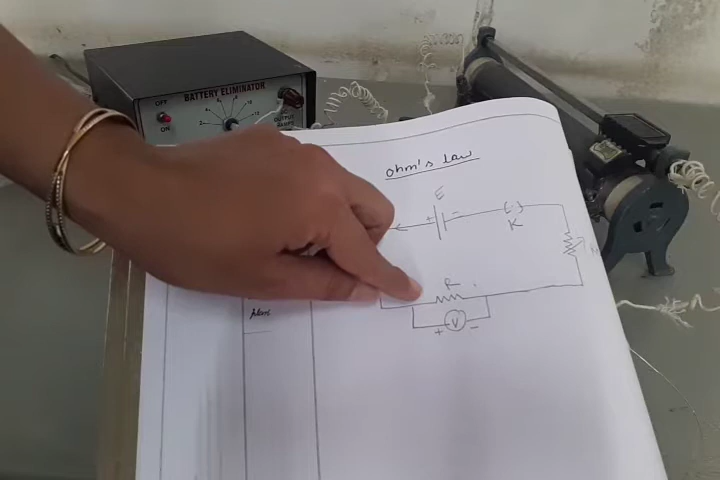 BATTERY ELIMINATOR
OFF
ON
OUTPUT
ohm's law
E
+ -
K
R
V
+ -